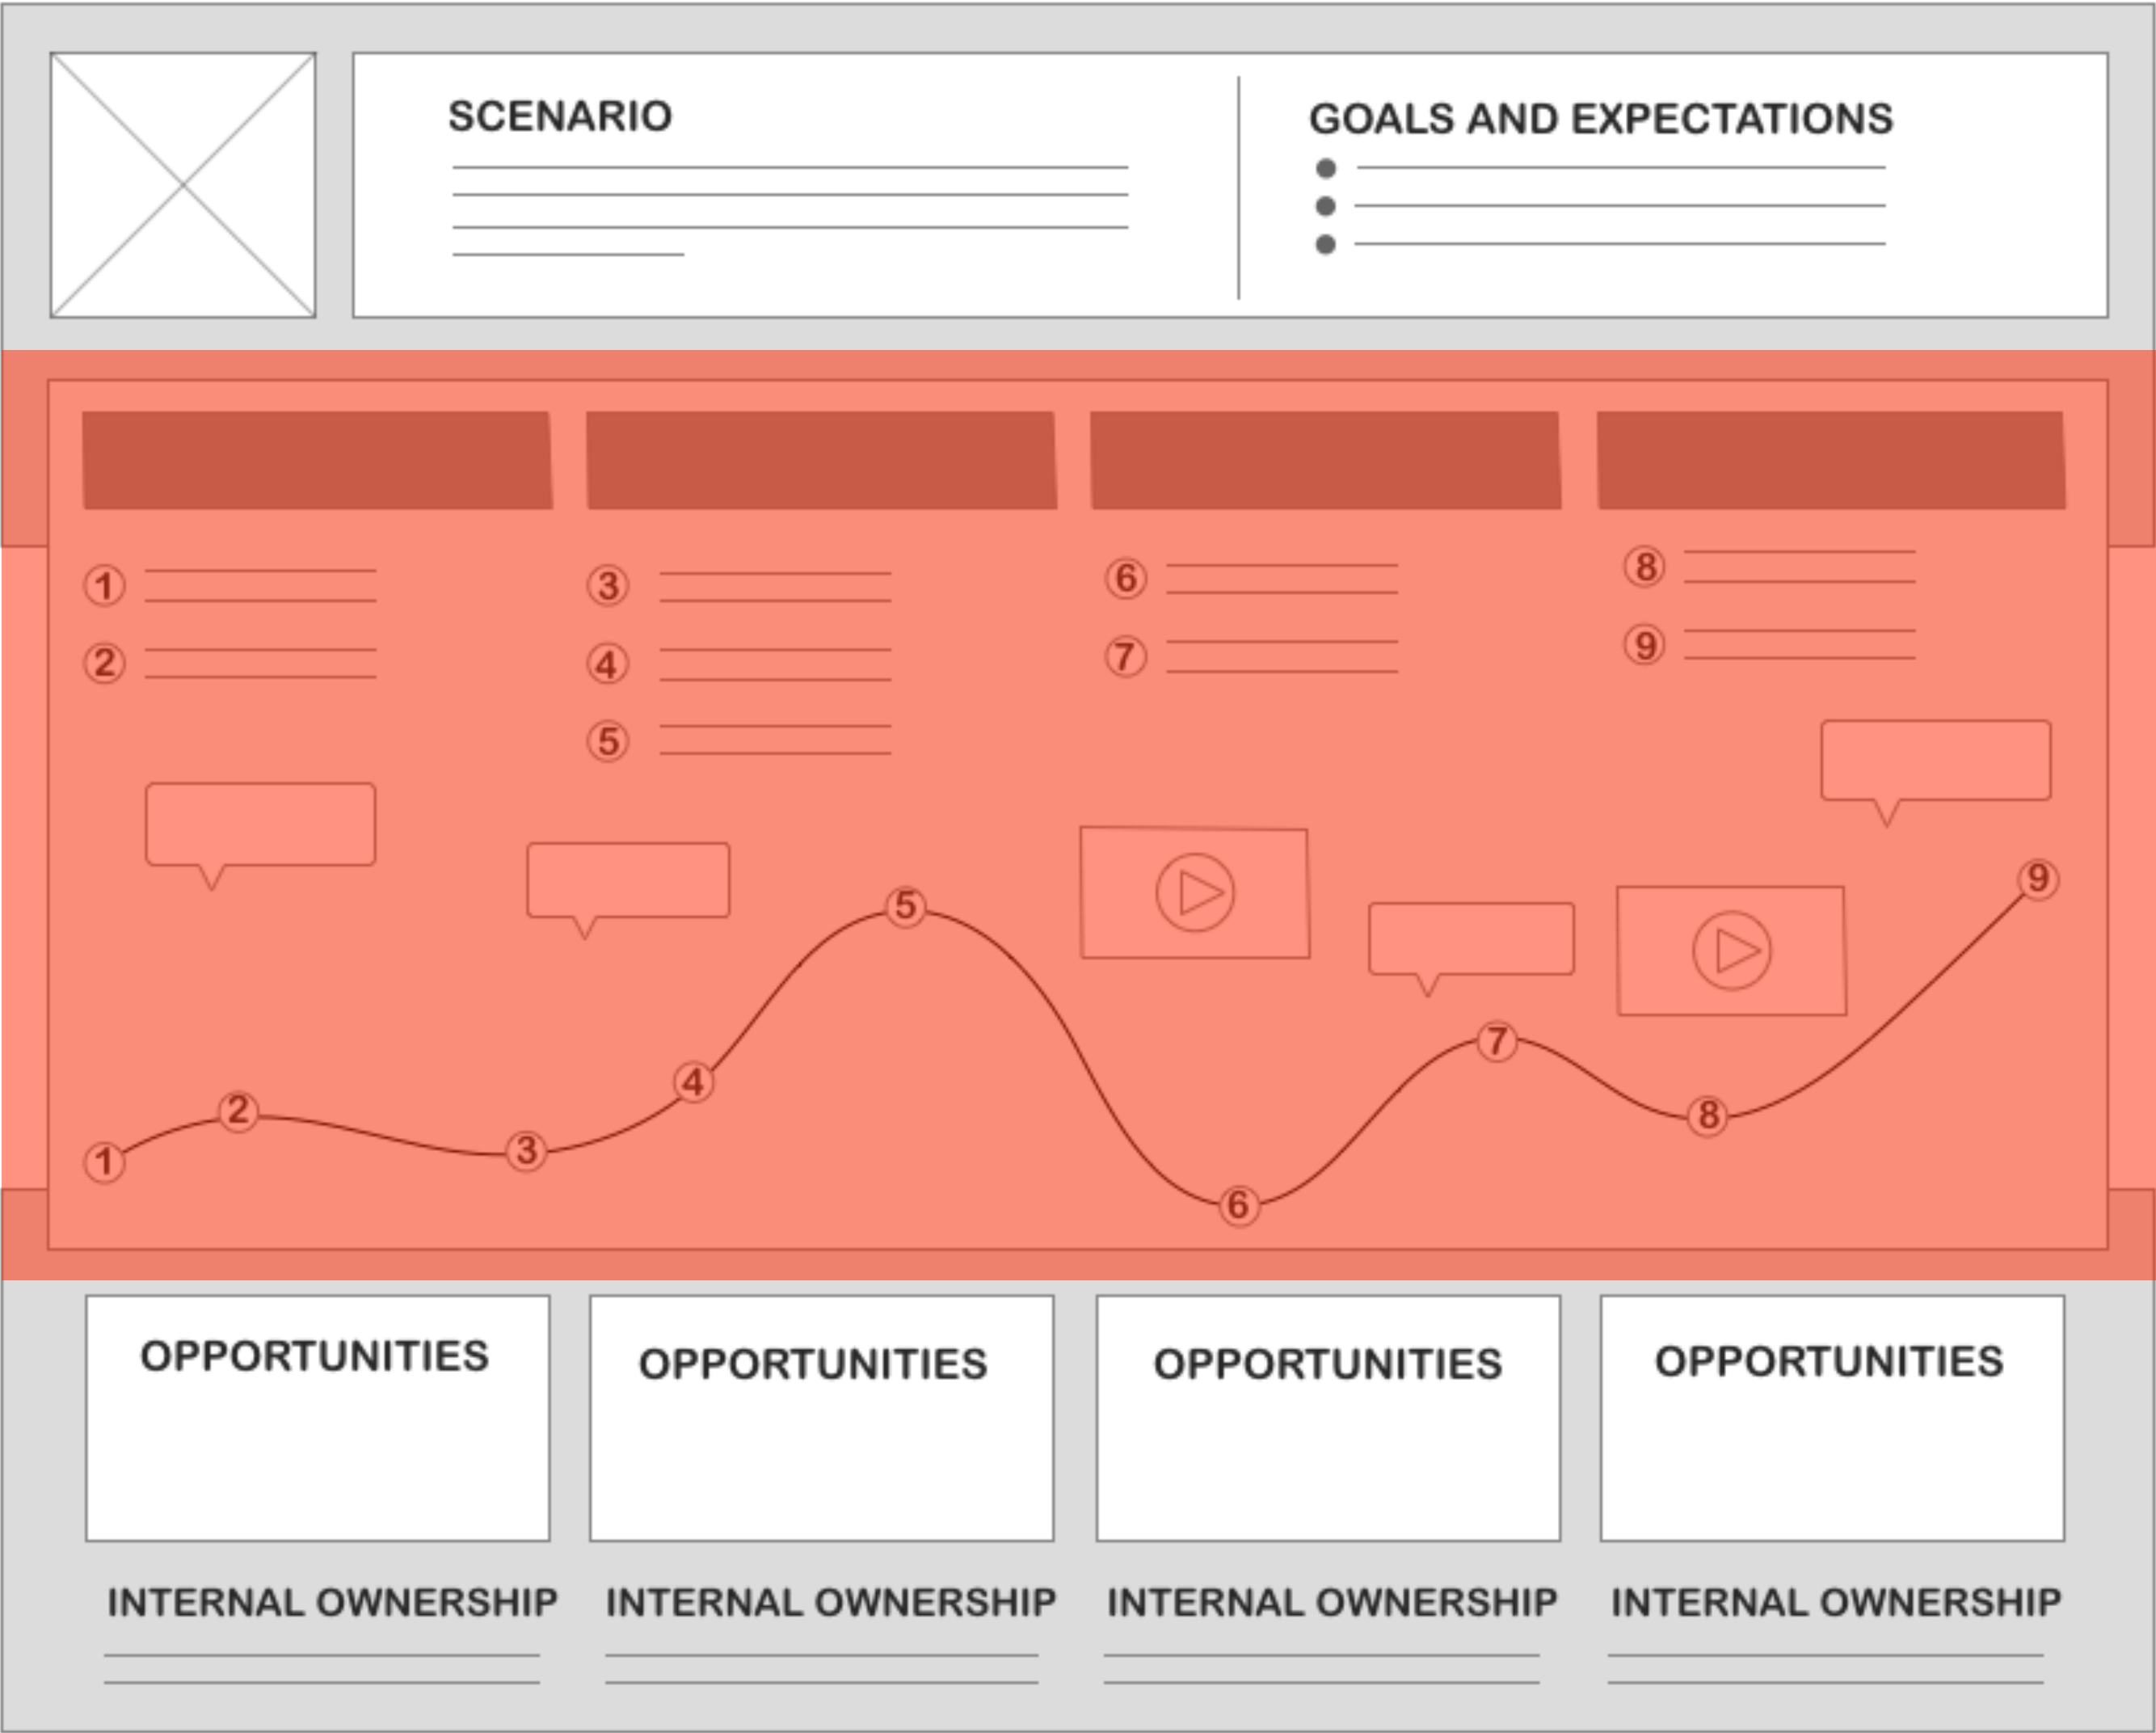 SCENARIO
GOALS AND EXPECTATIONS
1
2
3
4
5
6
7
8
9
1
2
3
4
5
6
7
8
9
OPPORTUNITIES
OPPORTUNITIES
OPPORTUNITIES
OPPORTUNITIES
INTERNAL OWNERSHIP
INTERNAL OWNERSHIP
INTERNAL OWNERSHIP
INTERNAL OWNERSHIP